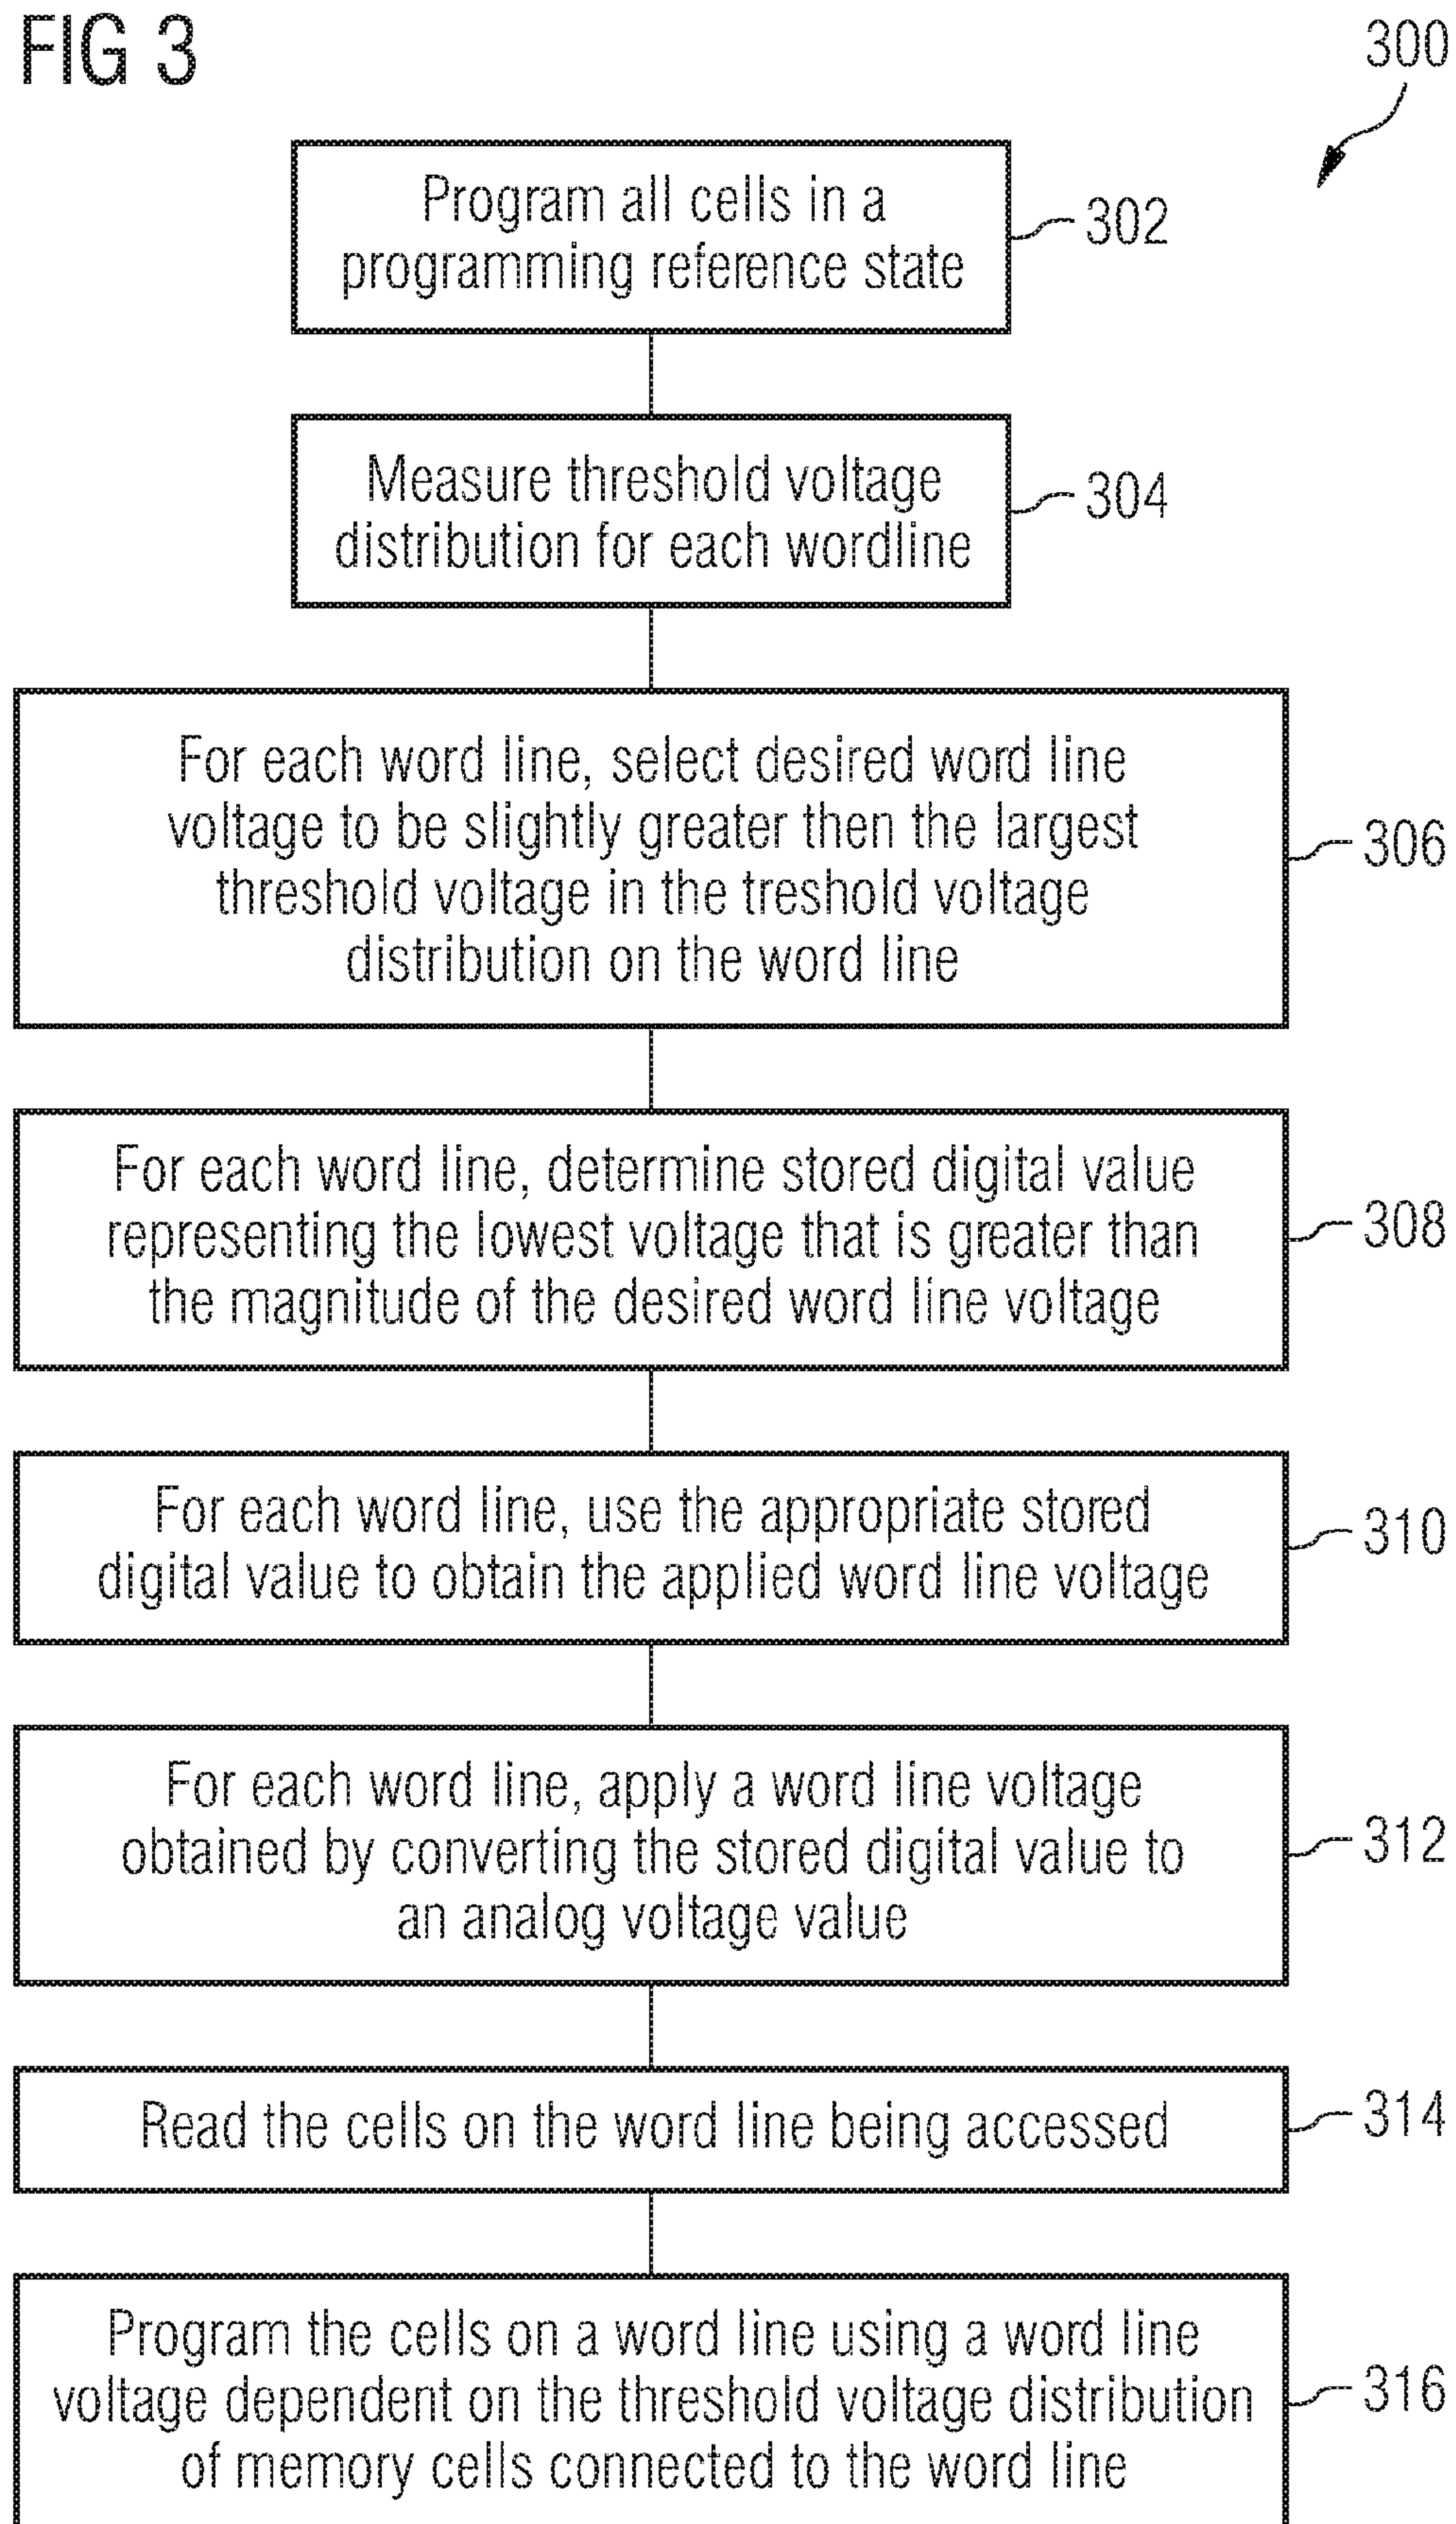 FIG 3
300
Program all cells in a
programming reference state
302
Measure threshold voltage
distribution for each wordline
304
For each word line, select desired word line
voltage to be slightly greater then the largest
threshold voltage in the treshold voltage
distribution on the word line
306
For each word line, determine stored digital value
representing the lowest voltage that is greater than
the magnitude of the desired word line voltage
308
For each word line, use the appropriate stored
digital value to obtain the applied word line voltage
310
For each word line, apply a word line voltage
obtained by converting the stored digital value to
an analog voltage value
312
Read the cells on the word line being accessed
314
Program the cells on a word line using a word line
voltage dependent on the threshold voltage distribution
of memory cells connected to the word line
316